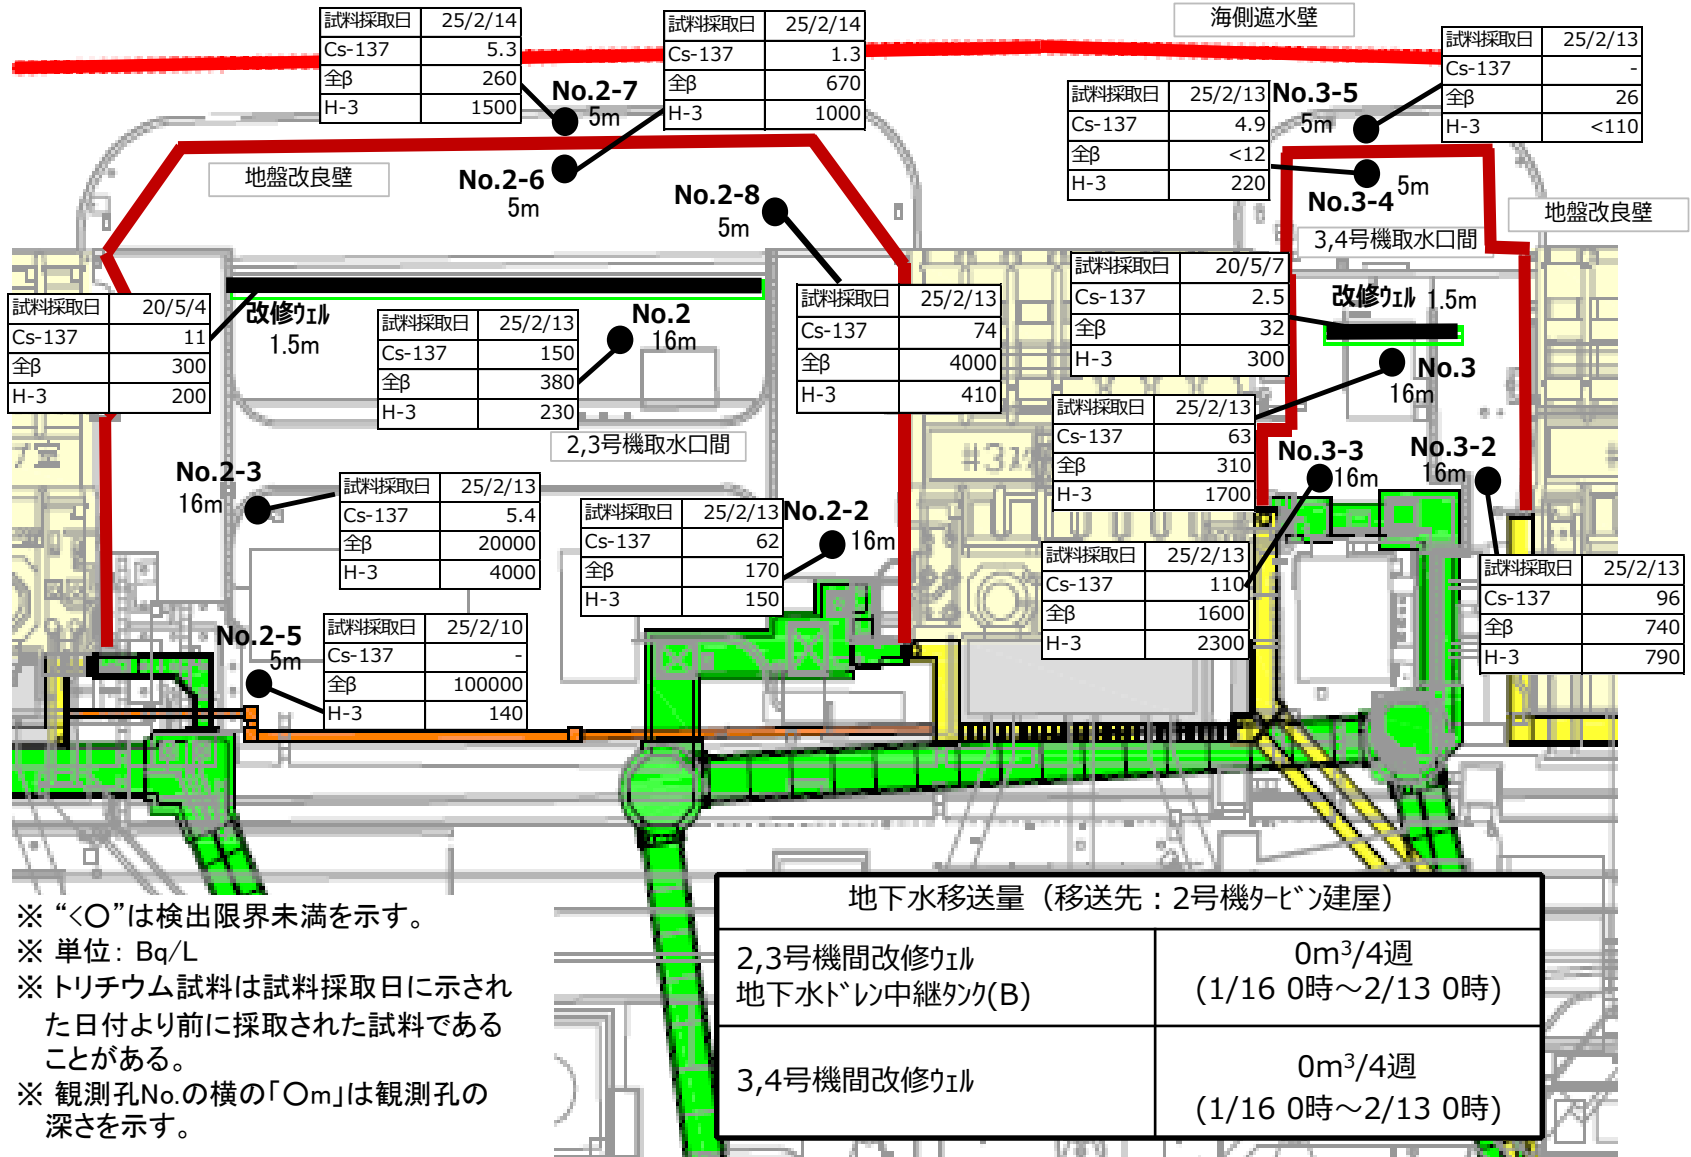 海側遮水壁
試料採取日 25/2/14
Cs-137 5.3
全β 260
H-3 1500
試料採取日 25/2/14
Cs-137 1.3
全β 670
H-3 1000
試料採取日 25/2/13
Cs-137 -
全β 26
H-3 <110
No.2-7
5m
試料採取日 25/2/13
Cs-137 4.9
全β <12
H-3 220
No.3-5
5m
地盤改良壁
No.2-6
5m
No.2-8
5m
5m
No.3-4
地盤改良壁
3,4号機取水口間
試料採取日 20/5/4
Cs-137 11
全β 300
H-3 200
改修ウェル
1.5m
試料採取日 25/2/13
Cs-137 150
全β 380
H-3 230
No.2
16m
試料採取日 25/2/13
Cs-137 74
全β 4000
H-3 410
試料採取日 20/5/7
Cs-137 2.5
全β 32
H-3 300
改修ウェル 1.5m
No.3
16m
2,3号機取水口間
試料採取日 25/2/13
Cs-137 63
全β 310
H-3 1700
No.2-3
16m
試料採取日 25/2/13
Cs-137 5.4
全β 20000
H-3 4000
試料採取日 25/2/13
Cs-137 62
全β 170
H-3 150
No.2-2
16m
#3
No.3-3
16m
No.3-2
16m
試料採取日 25/2/13
Cs-137 110
全β 1600
H-3 2300
試料採取日 25/2/13
Cs-137 96
全β 740
H-3 790
No.2-5
5m
試料採取日 25/2/10
Cs-137 -
全β 100000
H-3 140
※ “<〇”は検出限界未満を示す。
※ 単位：Bq/L
※ トリチウム試料は試料採取日に示され
た日付より前に採取された試料である
ことがある。
※ 観測孔No.の横の「〇m」は観測孔の
深さを示す。
地下水移送量（移送先：2号機ﾀｰﾋﾞﾝ建屋）
2,3号機間改修ｳｪﾙ
地下水ﾄﾞﾚﾝ中継ﾀﾝｸ(B)
0m³/4週
(1/16 0時～2/13 0時)
3,4号機間改修ｳｪﾙ
0m³/4週
(1/16 0時～2/13 0時)